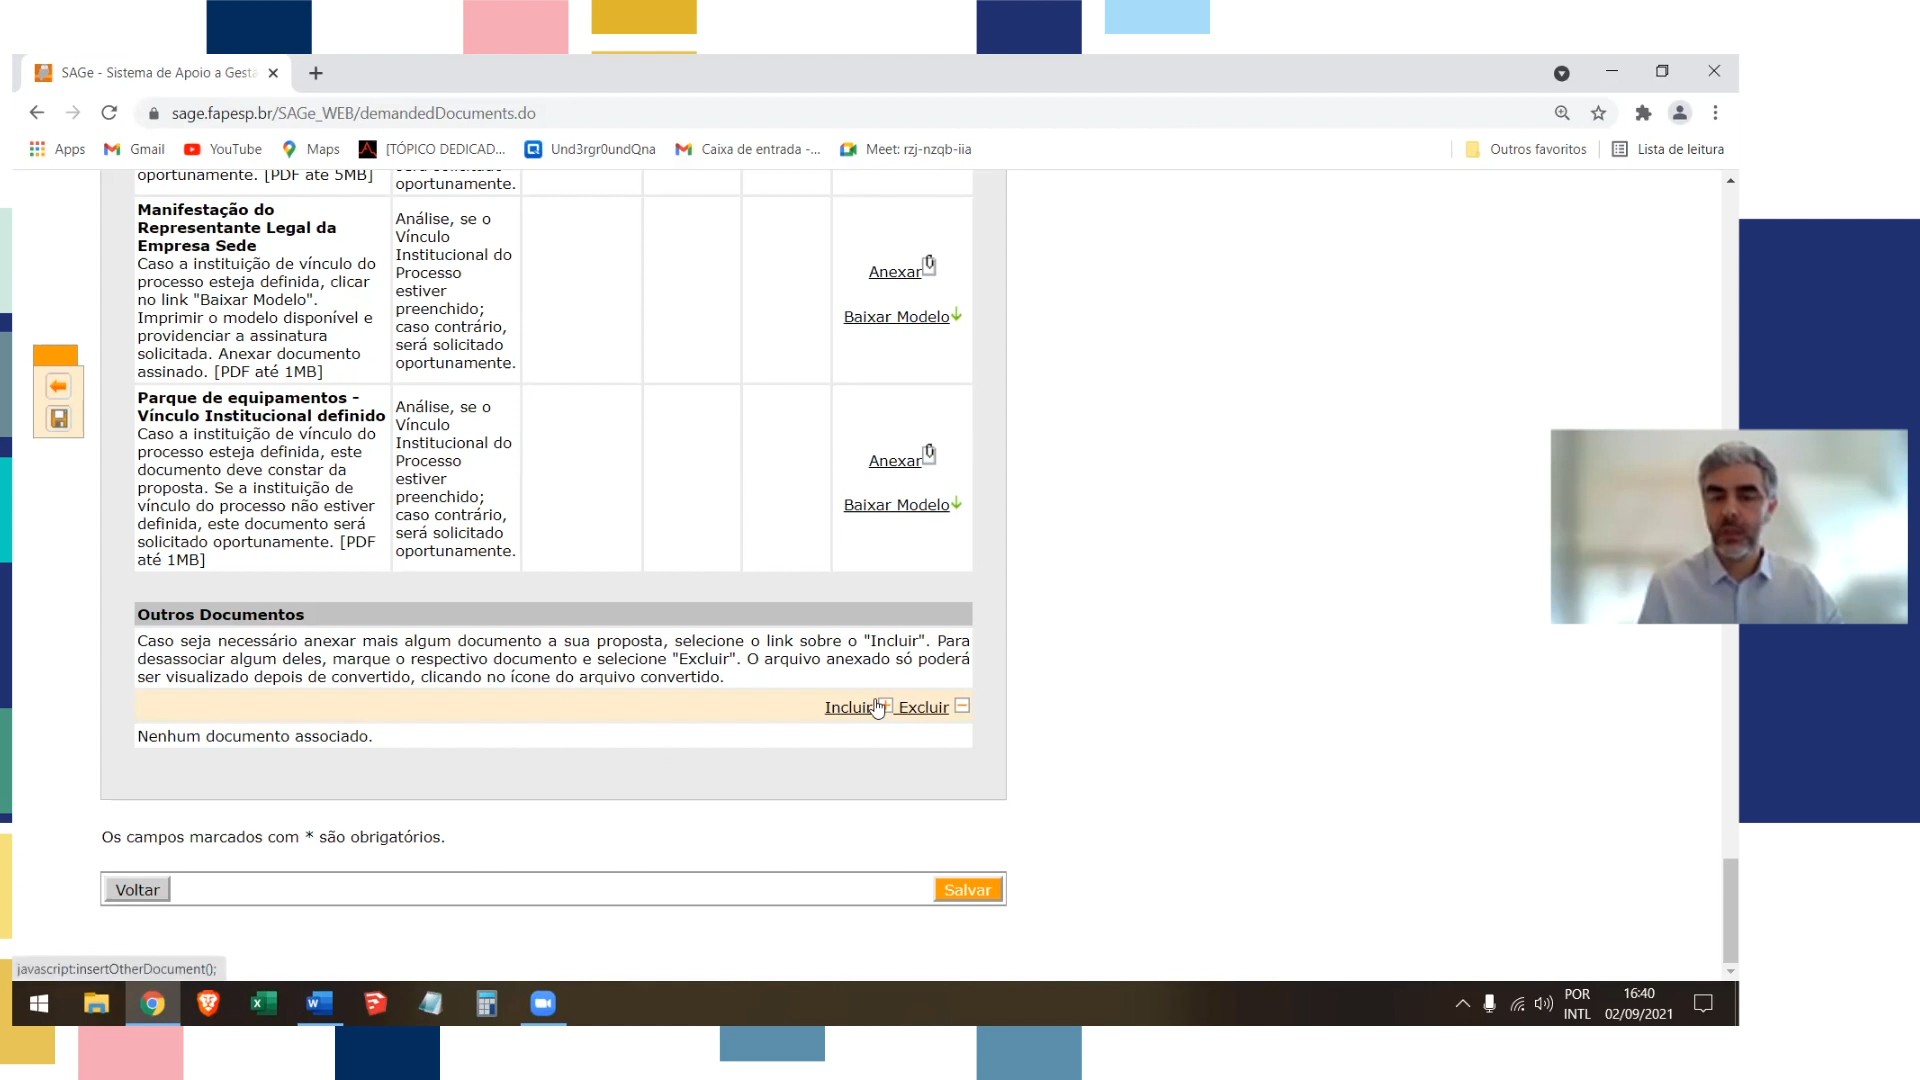 SAGe - Sistema de Apoio a Gestã
sage.fapesp.br/SAGe_WEB/demandedDocuments.do
Apps
Gmail
YouTube
Maps
[TÓPICO DEDICAD...
Und3rgr0undQna
Caixa de entrada -...
Meet: rzj-nzqb-iia
Outros favoritos
Lista de leitura
oportunamente. [PDF até 5MB]
será solicitado
oportunamente.
Manifestação do
Representante Legal da
Empresa Sede
Caso a instituição de vínculo do
processo esteja definida, clicar
no link "Baixar Modelo".
Imprimir o modelo disponível e
providenciar a assinatura
solicitada. Anexar documento
assinado. [PDF até 1MB]
Análise, se o
Vínculo
Institucional do
Processo
estiver
preenchido;
caso contrário,
será solicitado
oportunamente.
Anexar
Baixar Modelo
Parque de equipamentos -
Vínculo Institucional definido
Caso a instituição de vínculo do
processo esteja definida, este
documento deve constar da
proposta. Se a instituição de
vínculo do processo não estiver
definida, este documento será
solicitado oportunamente. [PDF
até 1MB]
Análise, se o
Vínculo
Institucional do
Processo
estiver
preenchido;
caso contrário,
será solicitado
oportunamente.
Anexar
Baixar Modelo
Outros Documentos
Caso seja necessário anexar mais algum documento a sua proposta, selecione o link sobre o "Incluir". Para
desassociar algum deles, marque o respectivo documento e selecione "Excluir". O arquivo anexado só poderá
ser visualizado depois de convertido, clicando no ícone do arquivo convertido.
Incluir Excluir
Nenhum documento associado.
Os campos marcados com * são obrigatórios.
Voltar
Salvar
javascript:insertOtherDocument();
POR
INTL
16:40
02/09/2021